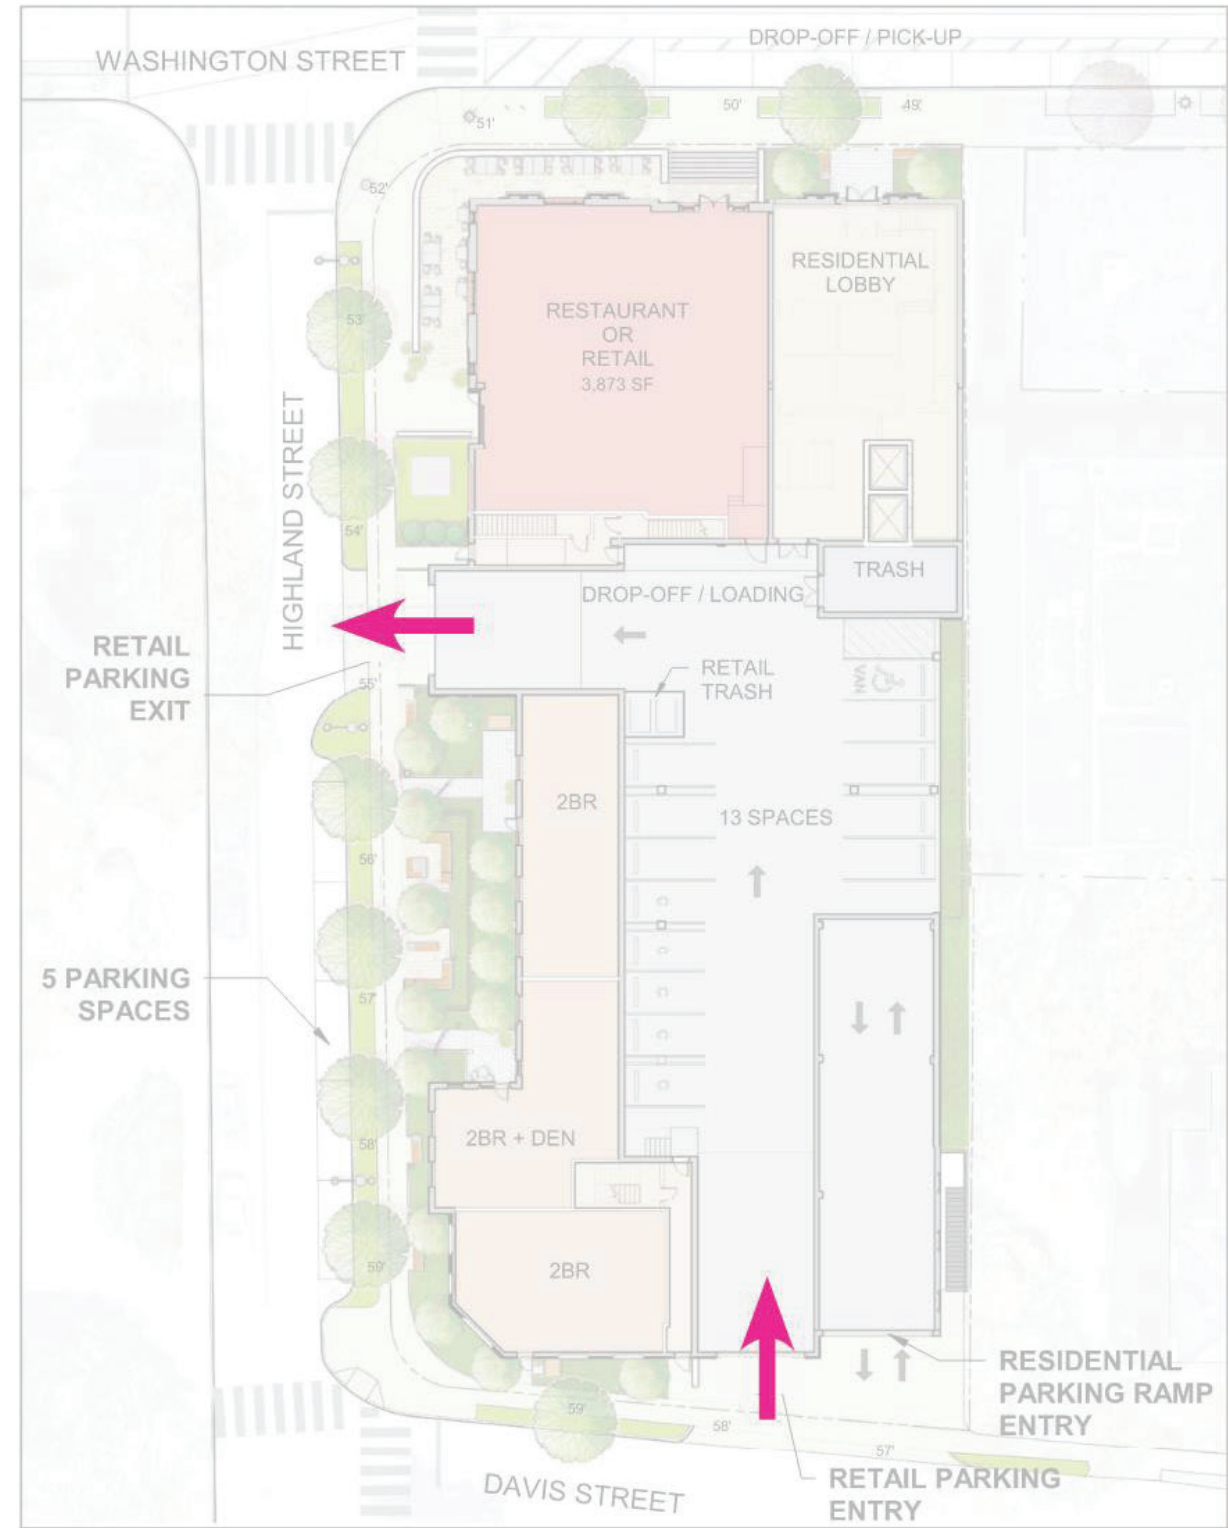 DROP-OFF / PICK-UP
WASHINGTON STREET
50'
49'
51'
52'
RESIDENTIAL
LOBBY
RESTAURANT
OR
RETAIL
3,873 SF
53'
HIGHLAND STREET
54'
TRASH
DROP-OFF / LOADING
RETAIL
PARKING
EXIT
RETAIL
TRASH
VAN
55'
2BR
13 SPACES
56'
C
C
5 PARKING
SPACES
57'
C
C
C
58'
2BR + DEN
59'
2BR
RESIDENTIAL
PARKING RAMP
ENTRY
59'
58'
57'
DAVIS STREET
RETAIL PARKING
ENTRY